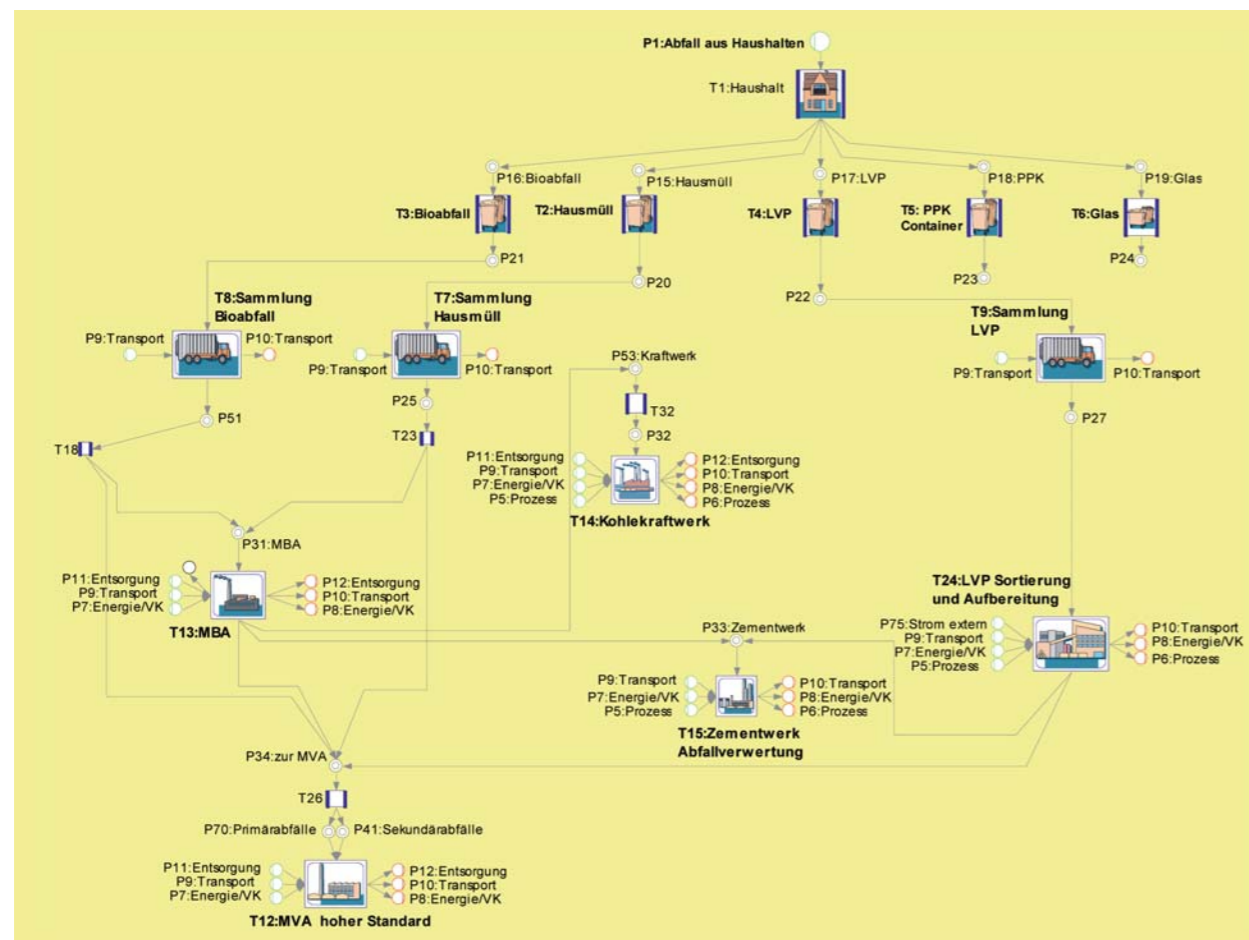 P1:Abfall aus Haushalten
T1:Haushalt
P16:Bioabfall
P15:Hausmüll
P17:LVP
P18:PPK
P19:Glas
T3:Bioabfall
T2:Hausmüll
T4:LVP
T5: PPK
Container
T6:Glas
P21
P20
P22
P23
P24
T8:Sammlung
Bioabfall
T7:Sammlung
Hausmüll
T9:Sammlung
LVP
P9:Transport
P10:Transport
P9:Transport
P10:Transport
P9:Transport
P10:Transport
P53:Kraftwerk
P51
P25
T32
P27
T18
T23
P32
P11:Entsorgung
P9:Transport
P7:Energie/VK
P5:Prozess
P12:Entsorgung
P10:Transport
P8:Energie/VK
P6:Prozess
T14:Kohlekraftwerk
P31:MBA
P11:Entsorgung
P9:Transport
P7:Energie/VK
P12:Entsorgung
P10:Transport
P8:Energie/VK
T13:MBA
T24:LVP Sortierung
und Aufbereitung
P75:Strom extern
P9:Transport
P7:Energie/VK
P5:Prozess
P10:Transport
P8:Energie/VK
P6:Prozess
P33:Zementwerk
P9:Transport
P7:Energie/VK
P5:Prozess
P10:Transport
P8:Energie/VK
P6:Prozess
T15:Zementwerk
Abfallverwertung
P34:zur MVA
T26
P70:Primärabfälle
P41:Sekundärabfälle
P11:Entsorgung
P9:Transport
P7:Energie/VK
P12:Entsorgung
P10:Transport
P8:Energie/VK
T12:MVA hoher Standard